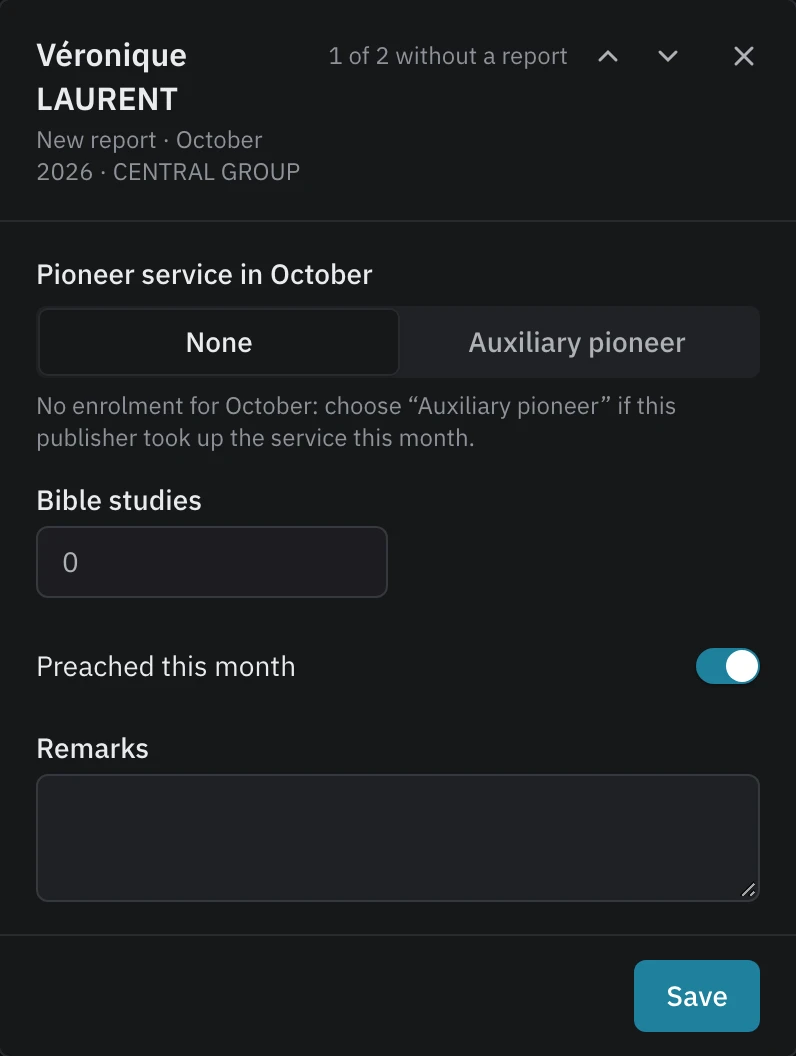 Véronique
LAURENT
1 of 2 without a report
New report · October
2026 · CENTRAL GROUP
Pioneer service in October
None
Auxiliary pioneer
No enrolment for October: choose “Auxiliary pioneer” if this
publisher took up the service this month.
Bible studies
0
Preached this month
Remarks
Save